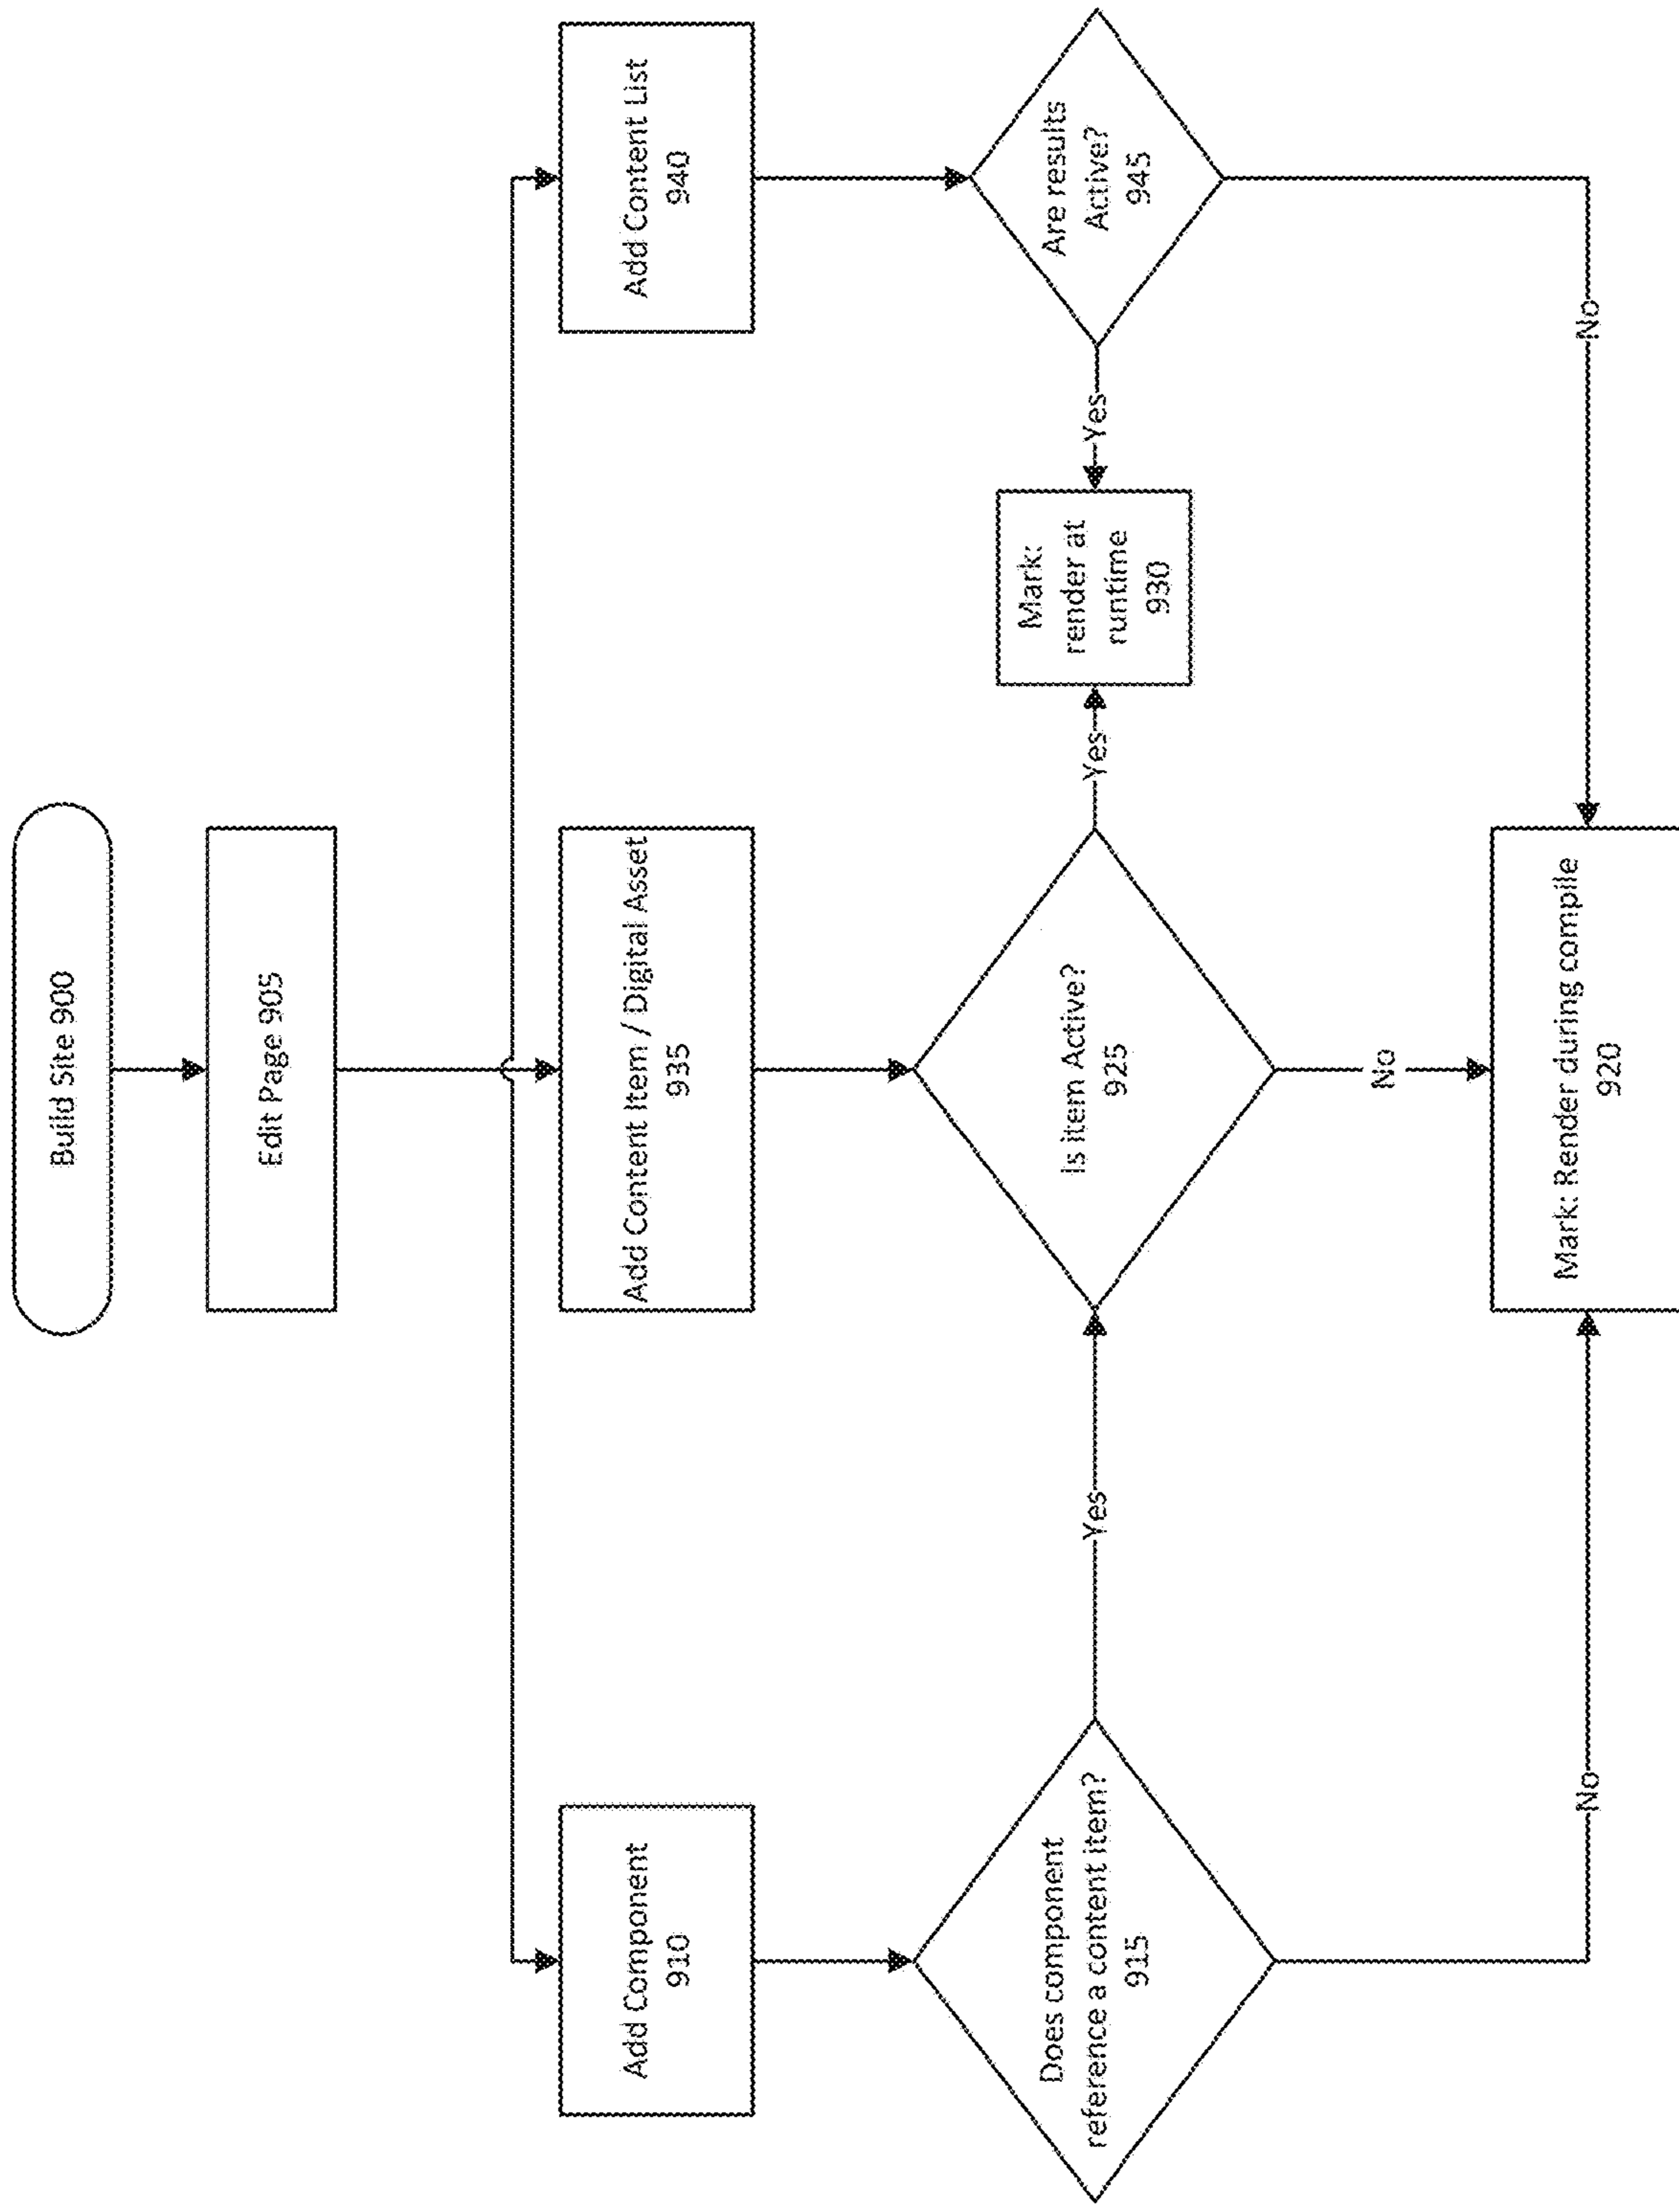 Build Site 900
Edit Page 905
Add Component
910
Add Content Item / Digital Asset
935
Add Content List
940
Does component
reference a content item?
915
Yes
Is item Active?
925
Yes
Mark:
render at
runtime
930
Yes
Are results
Active?
945
No
No
No
Mark: Render during compile
920